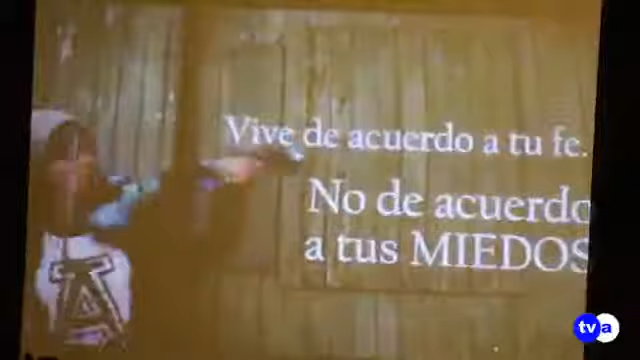 Vive de acuerdo a tu fe.
No de acuerdo
a tus MIEDOS
A
tva